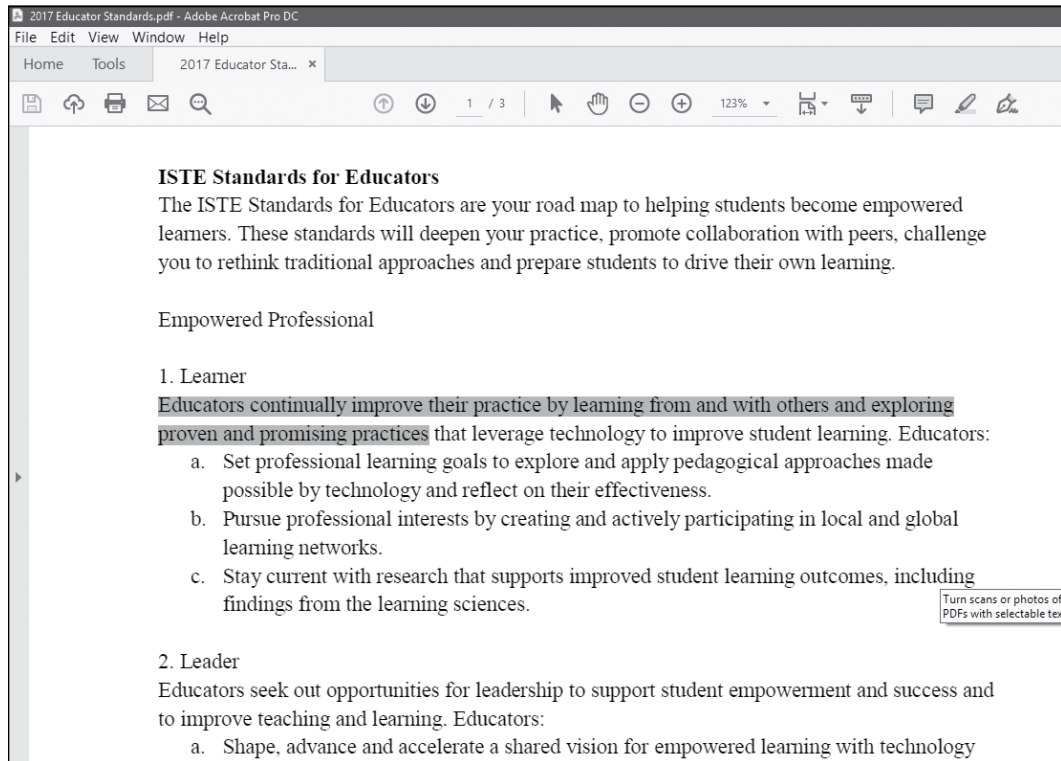 2017 Educator Standards.pdf - Adobe Acrobat Pro DC
File Edit View Window Help
Home Tools 2017 Educator Sta... ×
1 / 3 123%
ISTE Standards for Educators
The ISTE Standards for Educators are your road map to helping students become empowered
learners. These standards will deepen your practice, promote collaboration with peers, challenge
you to rethink traditional approaches and prepare students to drive their own learning.
Empowered Professional
1. Learner
Educators continually improve their practice by learning from and with others and exploring
proven and promising practices that leverage technology to improve student learning. Educators:
a. Set professional learning goals to explore and apply pedagogical approaches made
possible by technology and reflect on their effectiveness.
b. Pursue professional interests by creating and actively participating in local and global
learning networks.
c. Stay current with research that supports improved student learning outcomes, including
findings from the learning sciences.
Turn scans or photos of
PDFs with selectable tex
2. Leader
Educators seek out opportunities for leadership to support student empowerment and success and
to improve teaching and learning. Educators:
a. Shape, advance and accelerate a shared vision for empowered learning with technology